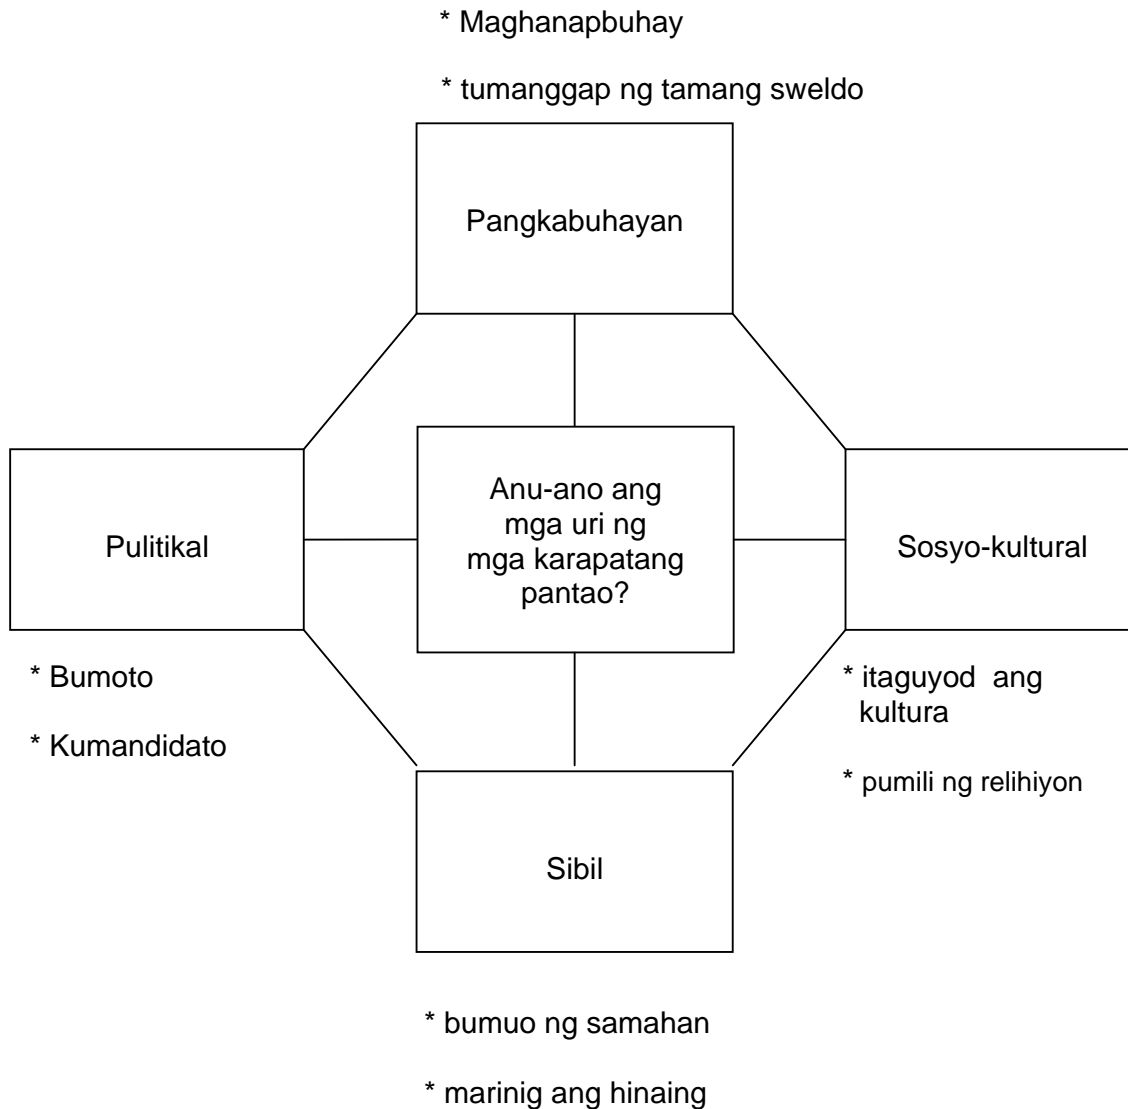 * Maghanapbuhay
* tumanggap ng tamang sweldo
Pangkabuhayan
Pulitikal
Anu-ano ang
mga uri ng
mga karapatang
pantao?
Sosyo-kultural
* Bumoto
* Kumandidato
* itaguyod ang
kultura
* pumili ng relihiyon
Sibil
* bumuo ng samahan
* marinig ang hinaing